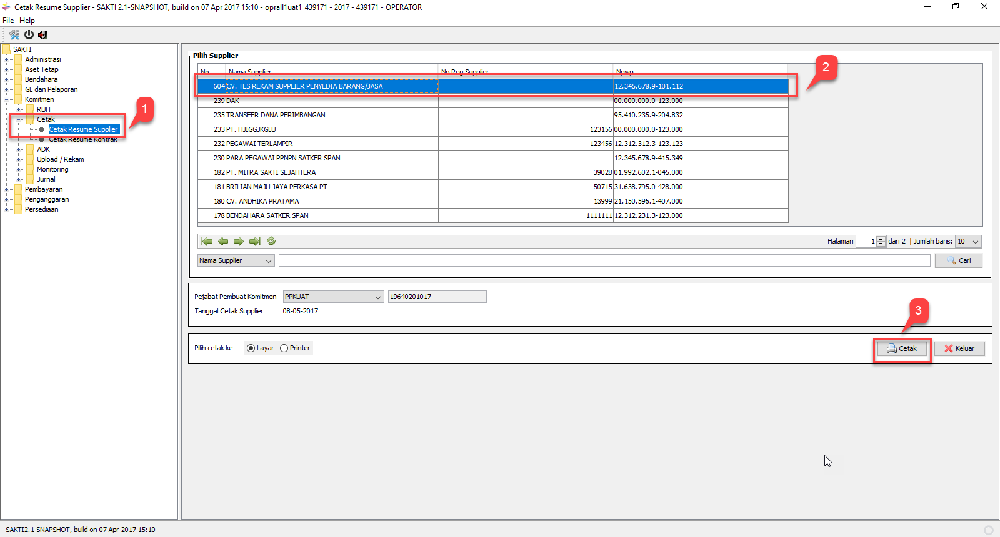 Cetak Resume Supplier - SAKTI 2.1-SNAPSHOT, build on 07 Apr 2017 15:10 - oprall1uat1_439171 - 2017 - 439171 - OPERATOR
File Help
SAKTI
Administrasi
Aset Tetap
Bendahara
GL dan Pelaporan
Komitmen
RUH
Cetak
Cetak Resume Supplier
Cetak Resume Kontrak
ADK
Upload / Rekam
Monitoring
Jurnal
Pembayaran
Penganggaran
Persediaan
1
Pilih Supplier
No Nama Supplier No Reg Supplier Npwp
604 CV. TES REKAM SUPPLIER PENYEDIA BARANG/JASA 12.345.678.9-101.112
239 DAK 00.000.000.0-123.000
235 TRANSFER DANA PERIMBANGAN 95.410.235.9-204.832
233 PT. HJIGGJKGLU 123156 00.000.000.0-123.000
232 PEGAWAI TERLAMPIR 123456 12.312.312.3-123.123
230 PARA PEGAWAI PPNPN SATKER SPAN 12.345.678.9-415.349
182 PT. MITRA SAKTI SEJAHTERA 39028 01.992.602.1-045.000
181 BRILIAN MAJU JAYA PERKASA PT 50715 31.638.795.0-428.000
180 CV. ANDHIKA PRATAMA 13999 21.150.596.1-407.000
178 BENDAHARA SATKER SPAN 1111111 12.312.231.3-123.000
2
Halaman 1 dari 2 | Jumlah baris: 10
Nama Supplier Cari
Pejabat Pembuat Komitmen PPKUAT 19640201017
Tanggal Cetak Supplier 08-05-2017
3
Pilih cetak ke Layar Printer Cetak Keluar
SAKTI2.1-SNAPSHOT, build on 07 Apr 2017 15:10